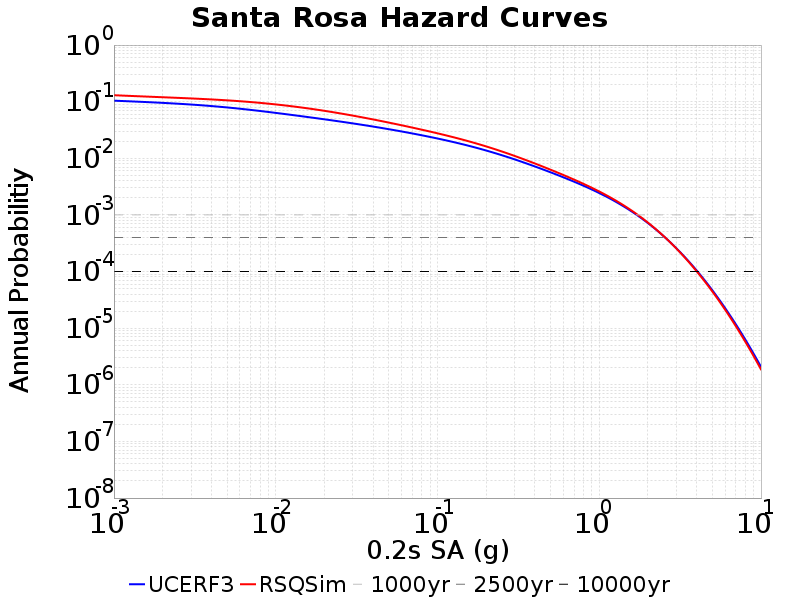 Santa Rosa Hazard Curves
10^0
10^-1
10^-2
10^-3
10^-4
10^-5
10^-6
10^-7
10^-8
Annual Probabilitiy
10^-3 10^-2 10^-1 10^0 10^1
0.2s SA (g)
UCERF3 RSQSim 1000yr 2500yr 10000yr